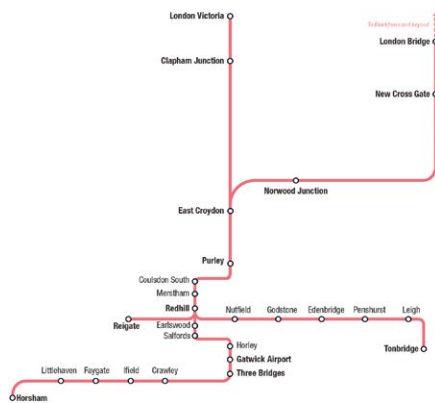 London Victoria
London Bridge
Clapham Junction
New Cross Gate
Norwood Junction
East Croydon
Purley
Coulsdon South
Merstham
Redhill
Nutfield
Godstone
Edenbridge
Penshurst
Leigh
Reigate
Earlswood
Salfords
Horley
Tonbridge
Gatwick Airport
Three Bridges
Littlehaven
Faygate
Ifield
Crawley
Horsham